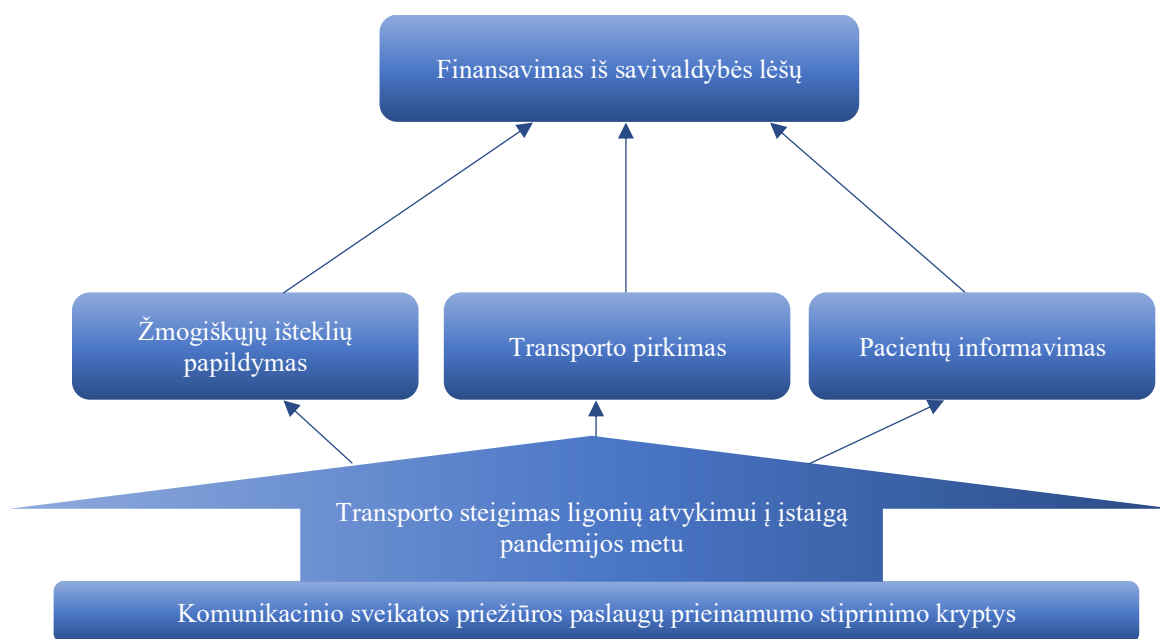 Finansavimas iš savivaldybės lėšų
Žmogiškųjų išteklių
papildymas
Transporto pirkimas
Pacientų informavimas
Transporto steigimas ligonių atvykimui į įstaigą
pandemijos metu
Komunikacinio sveikatos priežiūros paslaugų prieinamumo stiprinimo kryptys